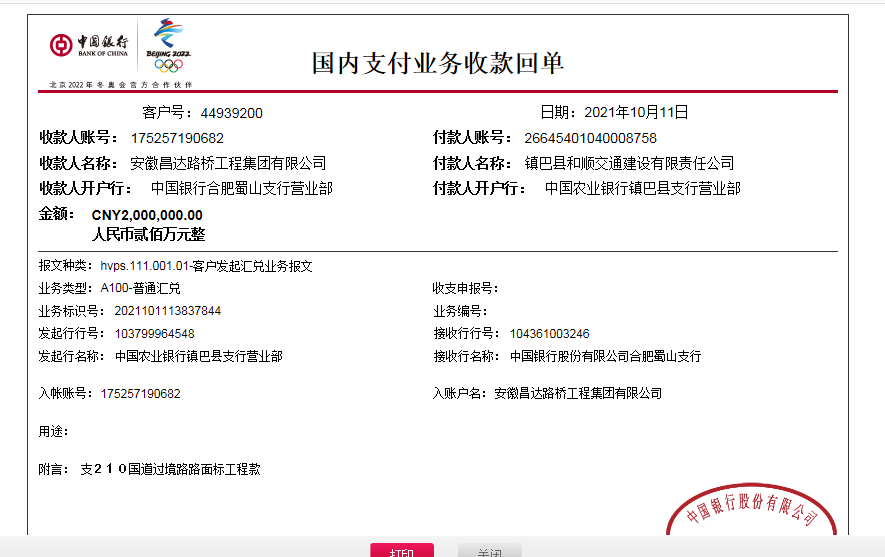 中国银行
BANK OF CHINA
BEIJING 2022
北京2022年冬奥会官方合作伙伴
国内支付业务收款回单
客户号：44939200
日期：2021年10月11日
收款人账号：175257190682
付款人账号：26645401040008758
收款人名称：安徽昌达路桥工程集团有限公司
付款人名称：镇巴县和顺交通建设有限责任公司
收款人开户行：中国银行合肥蜀山支行营业部
付款人开户行：中国农业银行镇巴县支行营业部
金额：CNY2,000,000.00
人民币贰佰万元整
报文种类：hvps.111.001.01-客户发起汇兑业务报文
业务类型：A100-普通汇兑
收支申报号：
业务标识号：2021101113837844
业务编号：
发起行行号：103799964548
接收行行号：104361003246
发起行名称：中国农业银行镇巴县支行营业部
接收行名称：中国银行股份有限公司合肥蜀山支行
入帐账号：175257190682
入账户名：安徽昌达路桥工程集团有限公司
用途：
附言：支２１０国道过境路路面标工程款
中国银行股份有限公司
打印
关闭